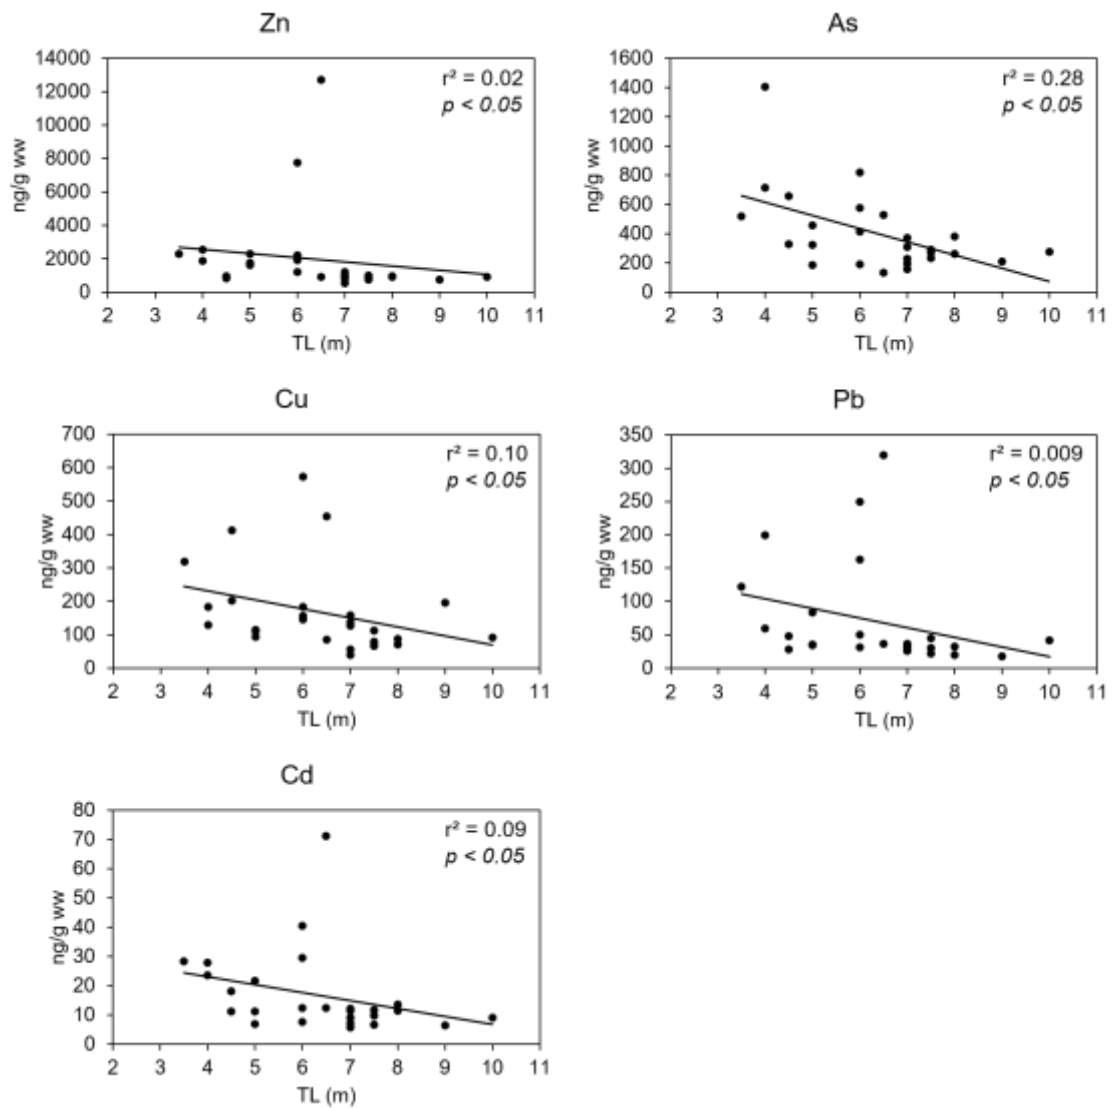 Zn
14000
12000
10000
8000
6000
4000
2000
0
ng/g ww
r² = 0.02
p < 0.05
2 3 4 5 6 7 8 9 10 11
TL (m)
As
1600
1400
1200
1000
800
600
400
200
0
ng/g ww
r² = 0.28
p < 0.05
2 3 4 5 6 7 8 9 10 11
TL (m)
Cu
700
600
500
400
300
200
100
0
ng/g ww
r² = 0.10
p < 0.05
2 3 4 5 6 7 8 9 10 11
TL (m)
Pb
350
300
250
200
150
100
50
0
ng/g ww
r² = 0.009
p < 0.05
2 3 4 5 6 7 8 9 10 11
TL (m)
Cd
80
70
60
50
40
30
20
10
0
ng/g ww
r² = 0.09
p < 0.05
2 3 4 5 6 7 8 9 10 11
TL (m)